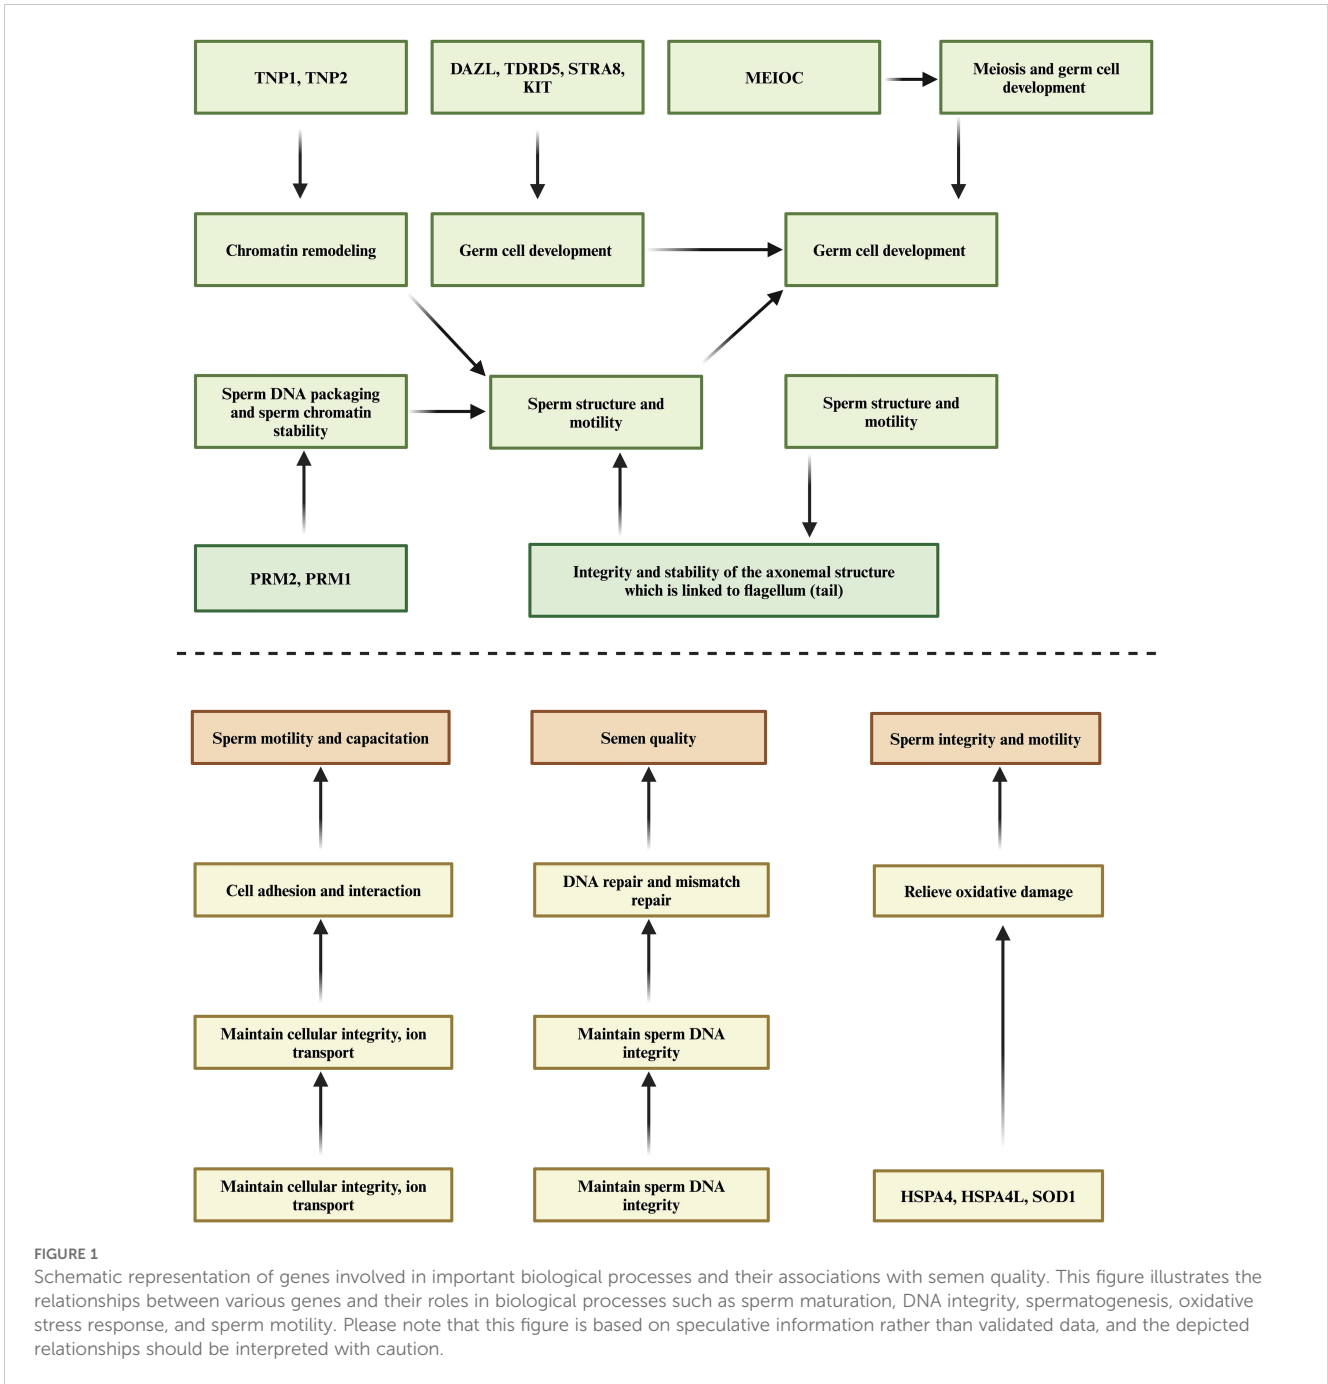 TNP1, TNP2
DAZL, TDRD5, STRA8,
KIT
MEIOC
Meiosis and germ cell
development
Chromatin remodeling
Germ cell development
Germ cell development
Sperm DNA packaging
and sperm chromatin
stability
Sperm structure and
motility
Sperm structure and
motility
PRM2, PRM1
Integrity and stability of the axonemal structure
which is linked to flagellum (tail)
Sperm motility and capacitation
Semen quality
Sperm integrity and motility
Cell adhesion and interaction
DNA repair and mismatch
repair
Relieve oxidative damage
Maintain cellular integrity, ion
transport
Maintain sperm DNA
integrity
Maintain cellular integrity, ion
transport
Maintain sperm DNA
integrity
HSPA4, HSPA4L, SOD1
FIGURE 1
Schematic representation of genes involved in important biological processes and their associations with semen quality. This figure illustrates the
relationships between various genes and their roles in biological processes such as sperm maturation, DNA integrity, spermatogenesis, oxidative
stress response, and sperm motility. Please note that this figure is based on speculative information rather than validated data, and the depicted
relationships should be interpreted with caution.